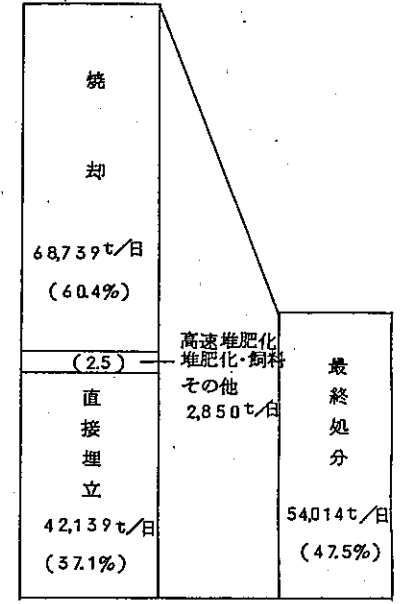 焼
却
68,739t/日
(60.4%)
(2.5)
高速堆肥化
堆肥化・飼料
その他
2,850t/日
直
接
埋
立
42,139t/日
(37.1%)
最
終
処
分
54,014t/日
(47.5%)